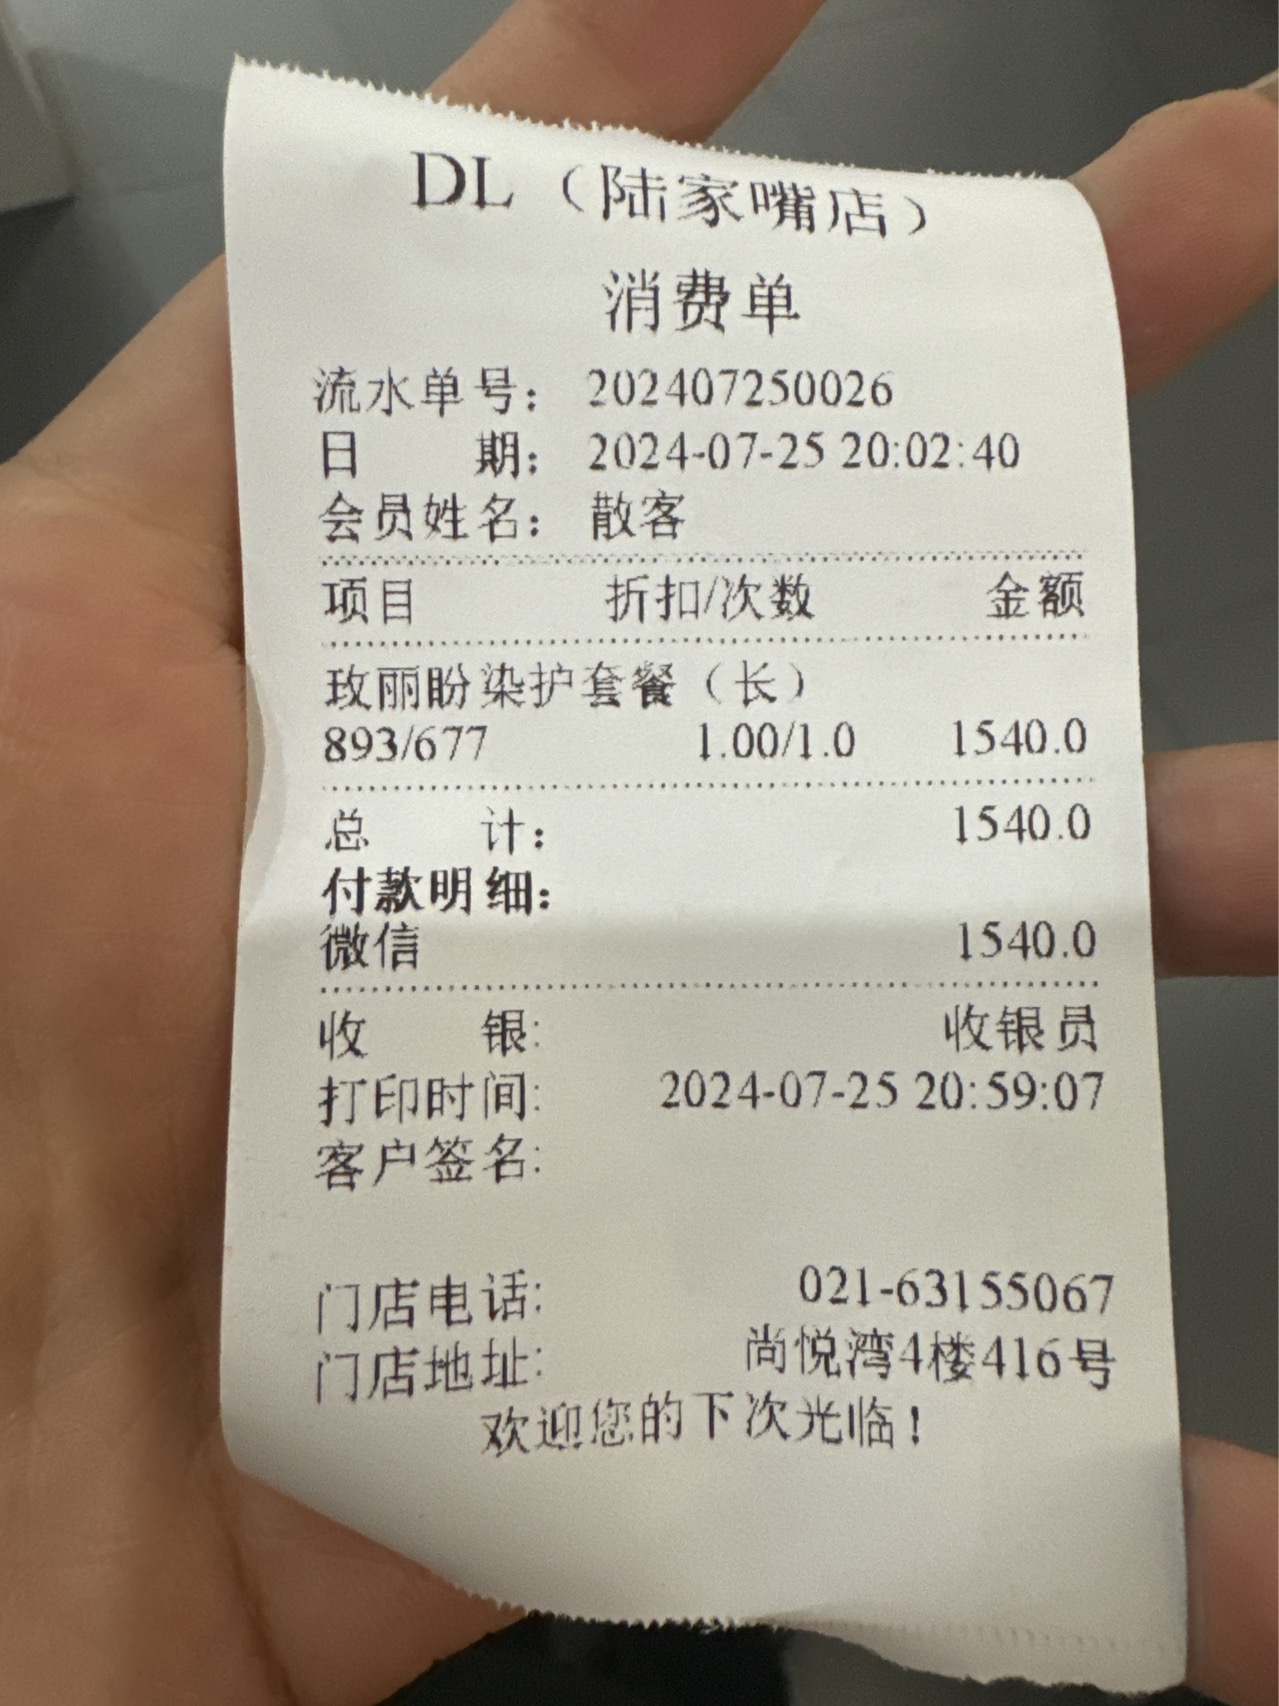 DL（陆家嘴店）
消费单
流水单号： 202407250026
日 期： 2024-07-25 20:02:40
会员姓名： 散客
项目 折扣/次数 金额
玫丽盼染护套餐（长）
893/677 1.00/1.0 1540.0
总 计： 1540.0
付款明细：
微信 1540.0
收 银: 收银员
打印时间: 2024-07-25 20:59:07
客户签名:
门店电话: 021-63155067
门店地址: 尚悦湾4楼416号
欢迎您的下次光临！